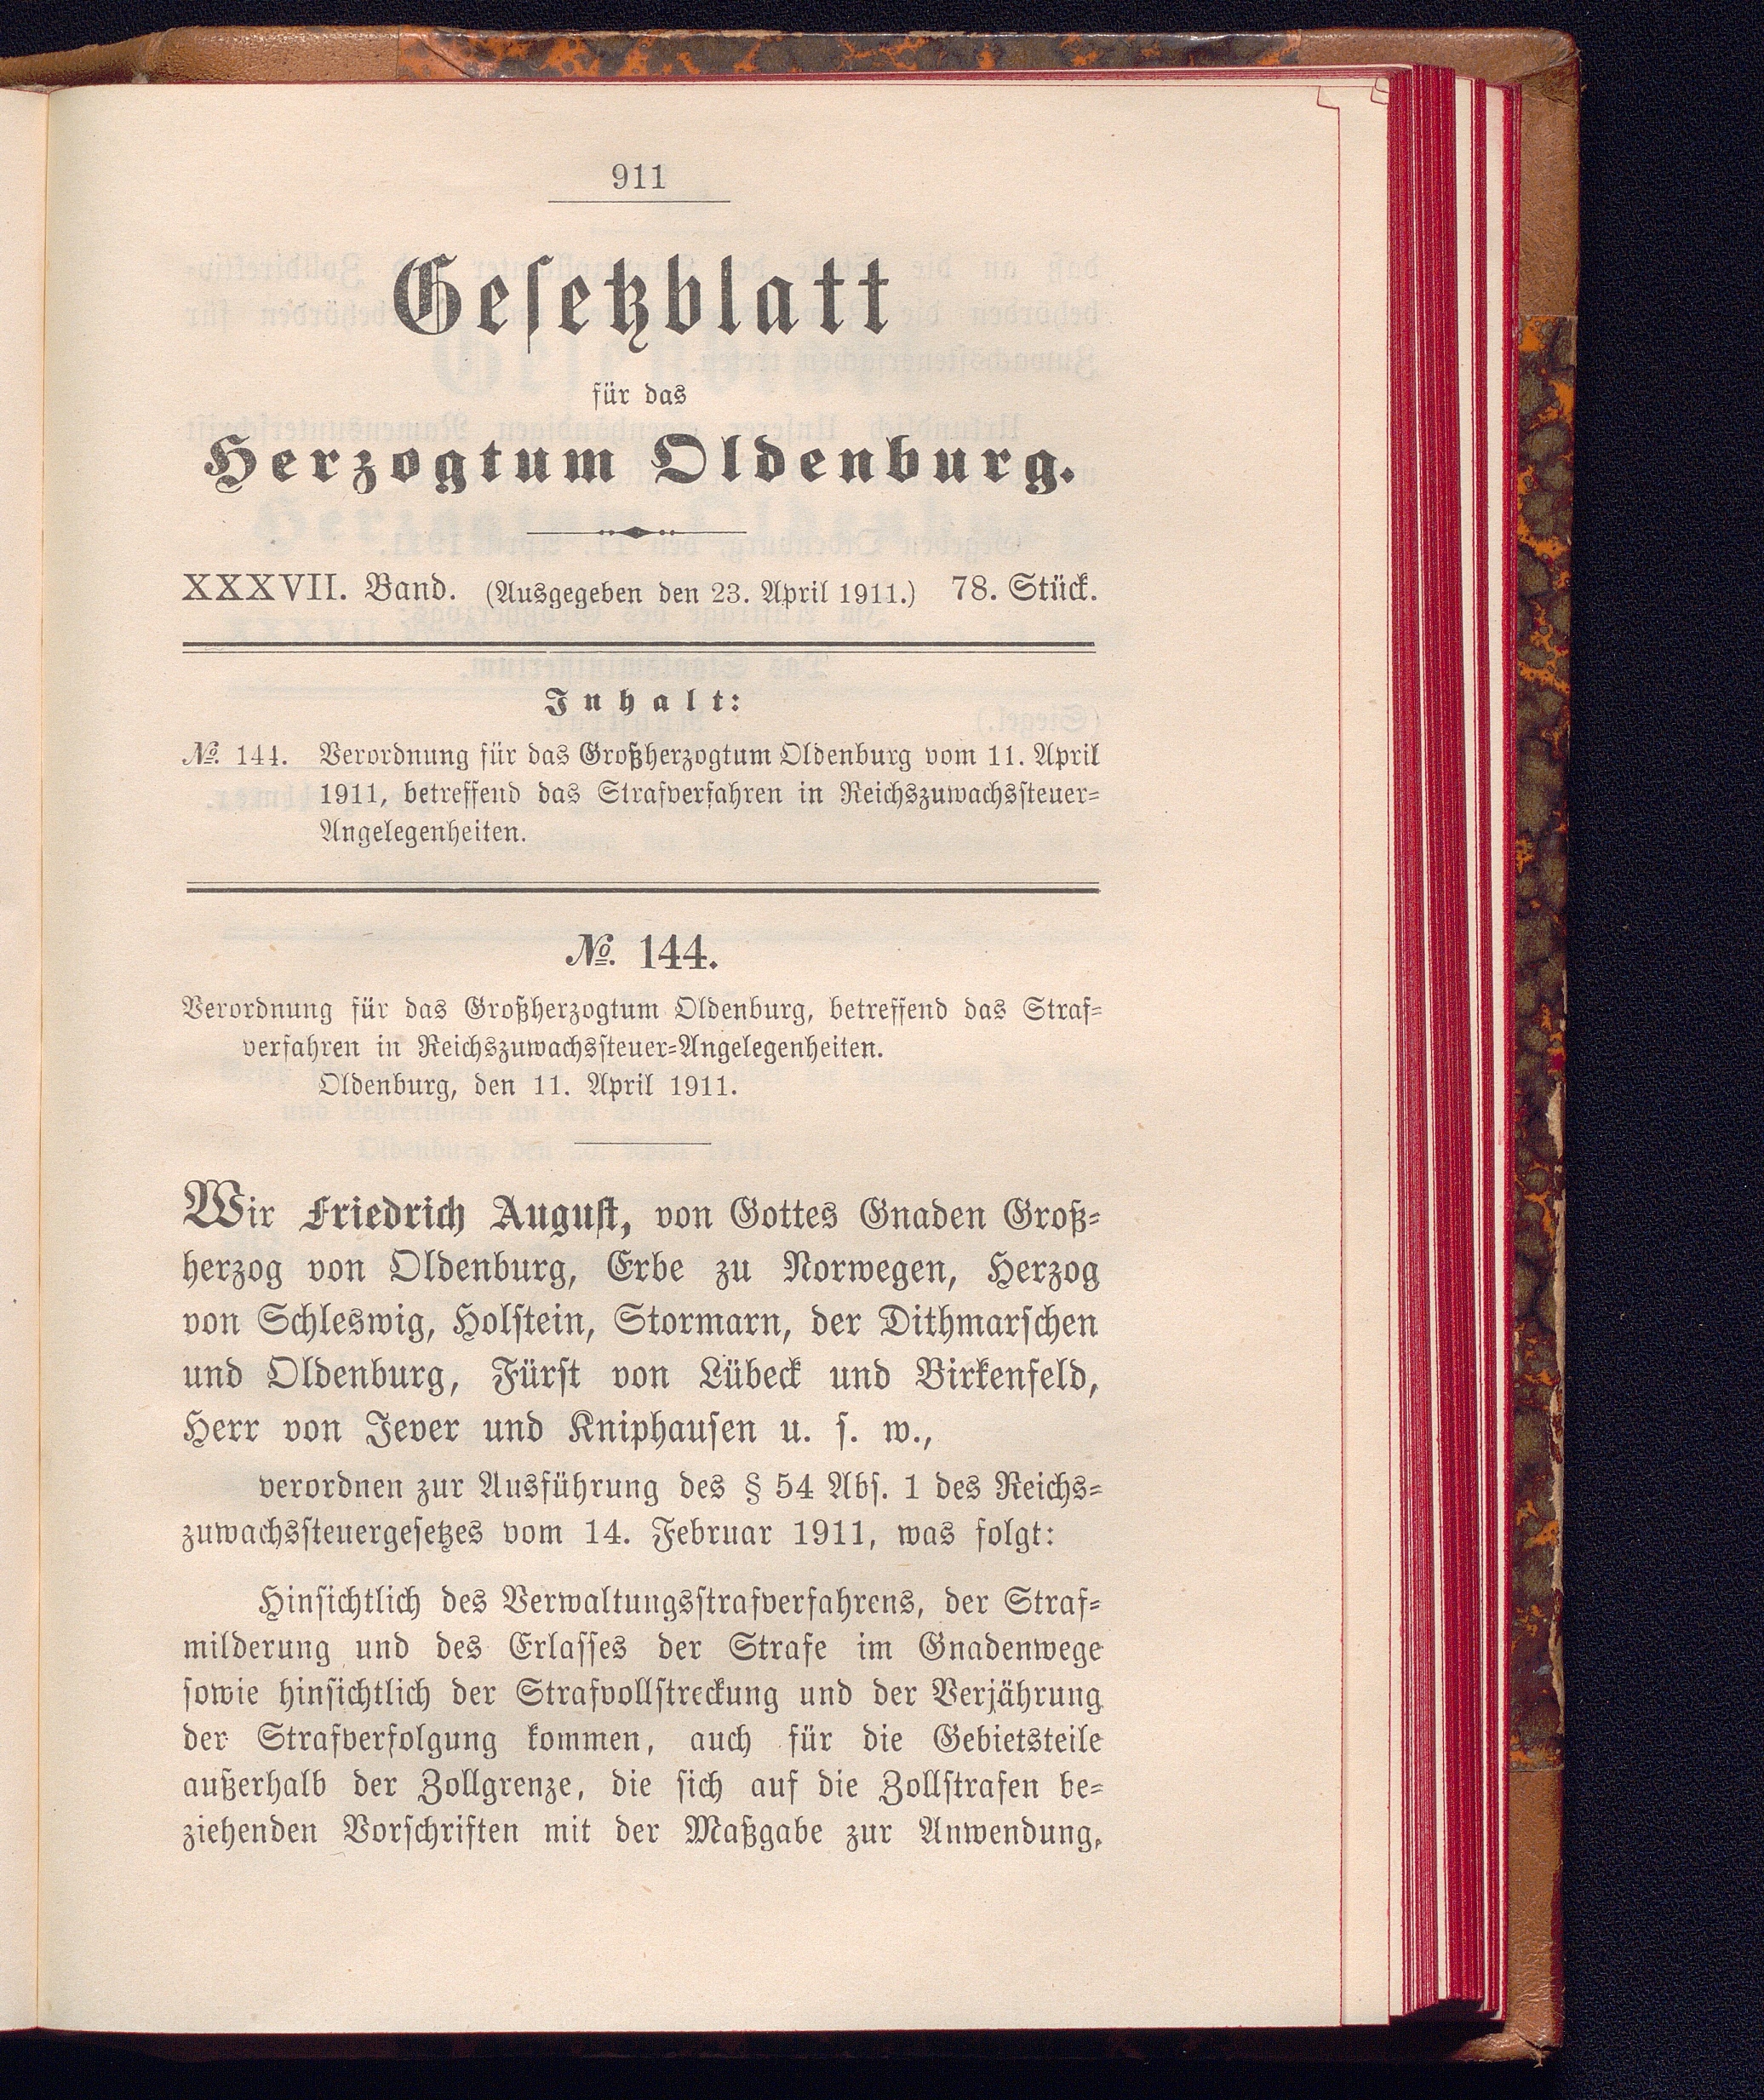 911
Gesetzblatt
für das
Herzogtum Oldenburg.
XXXVII. Band. (Ausgegeben den 23. April 1911.) 78. Stück.
Inhalt:
№. 144. Verordnung für das Großherzogtum Oldenburg vom 11. April
1911, betreffend das Strafverfahren in Reichszuwachssteuer-
Angelegenheiten.
№. 144.
Verordnung für das Großherzogtum Oldenburg, betreffend das Straf-
verfahren in Reichszuwachssteuer-Angelegenheiten.
Oldenburg, den 11. April 1911.
Wir Friedrich August, von Gottes Gnaden Groß-
herzog von Oldenburg, Erbe zu Norwegen, Herzog
von Schleswig, Holstein, Stormarn, der Dithmarschen
und Oldenburg, Fürst von Lübeck und Birkenfeld,
Herr von Jever und Kniphausen u. s. w.,
verordnen zur Ausführung des § 54 Abs. 1 des Reichs-
zuwachssteuergesetzes vom 14. Februar 1911, was folgt:
Hinsichtlich des Verwaltungsstrafverfahrens, der Straf-
milderung und des Erlasses der Strafe im Gnadenwege
sowie hinsichtlich der Strafvollstreckung und der Verjährung
der Strafverfolgung kommen, auch für die Gebietsteile
außerhalb der Zollgrenze, die sich auf die Zollstrafen be-
ziehenden Vorschriften mit der Maßgabe zur Anwendung,